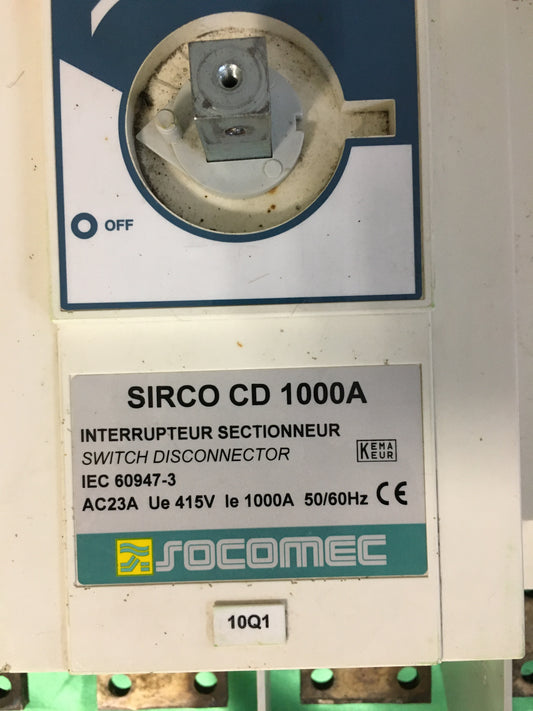 OFF
SIRCO CD 1000A
INTERRUPTEUR SECTIONNEUR
SWITCH DISCONNECTOR
KEMA
KEUR
IEC 60947-3
AC23A Ue 415V Ie 1000A 50/60Hz CE
SOCOMEC
10Q1